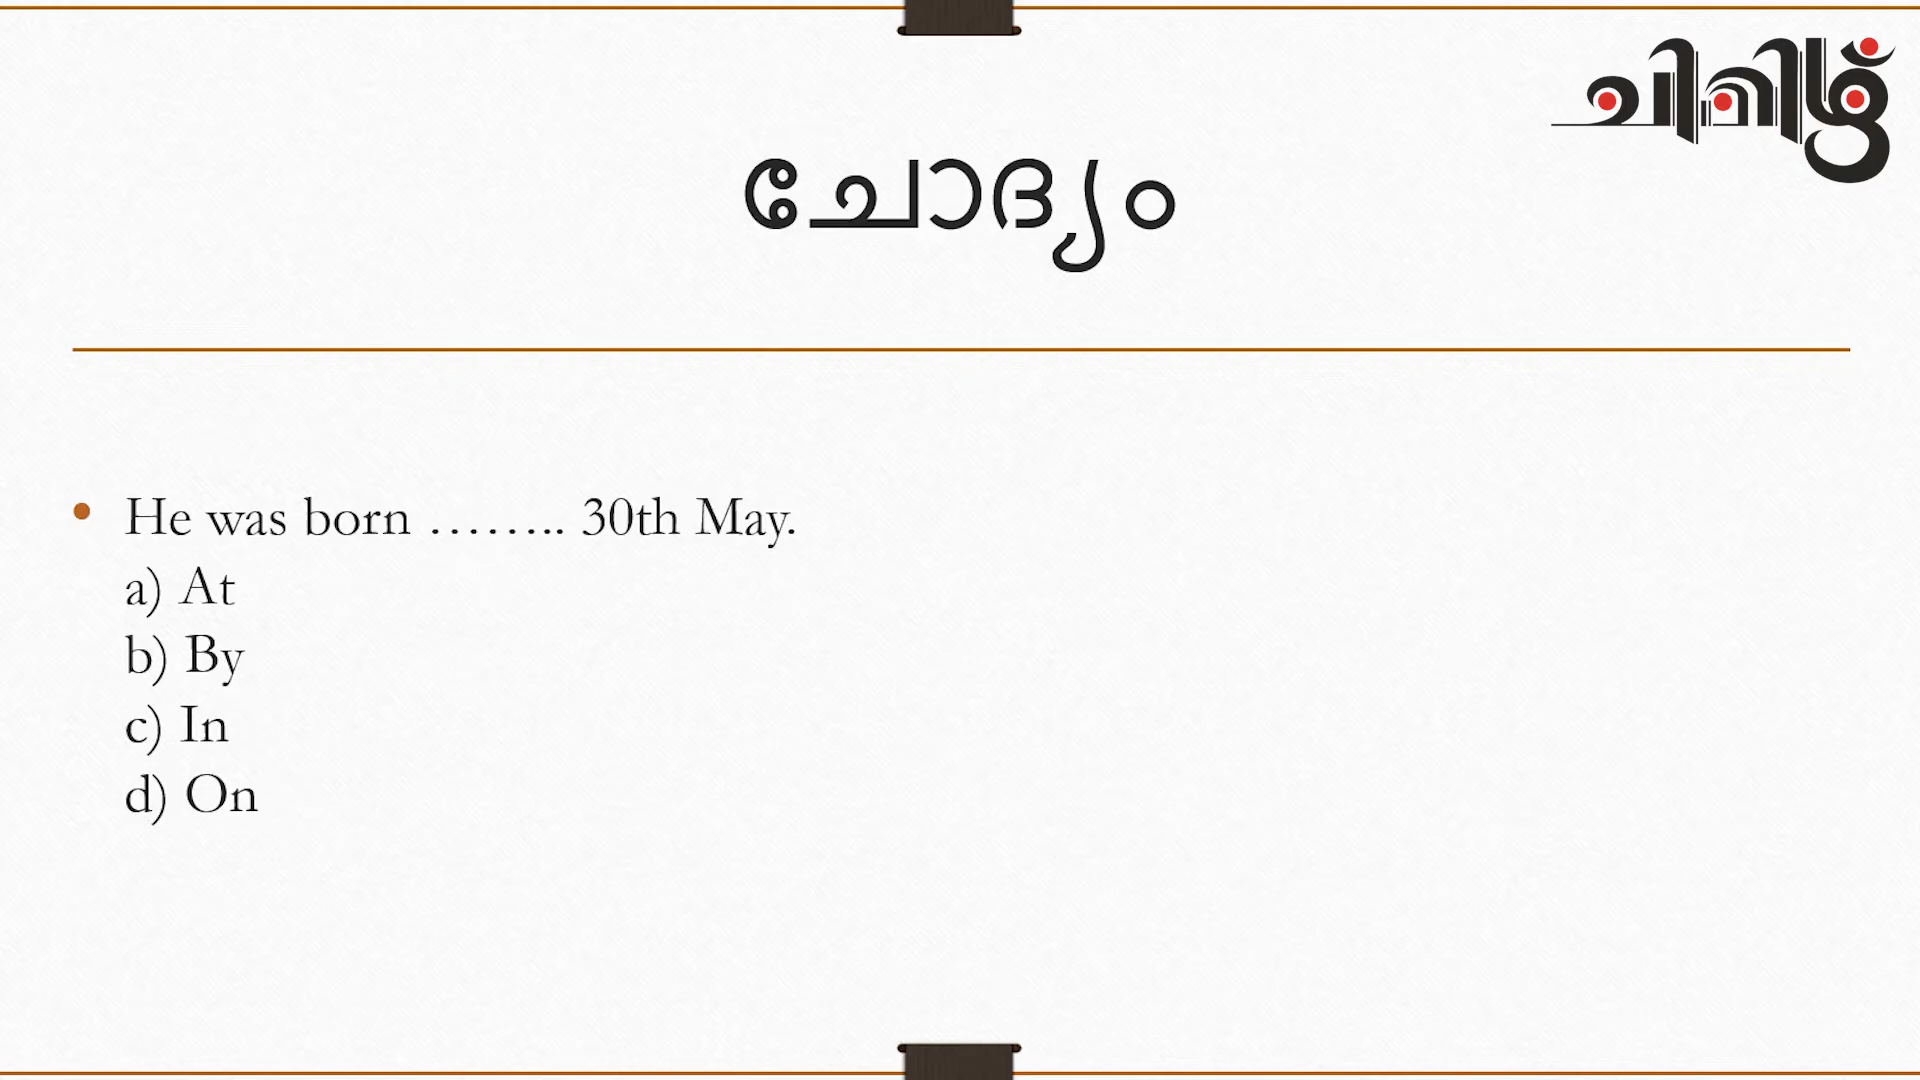 ചിമിഴ്
ചോദ്യം
• He was born …….. 30th May.
a) At
b) By
c) In
d) On